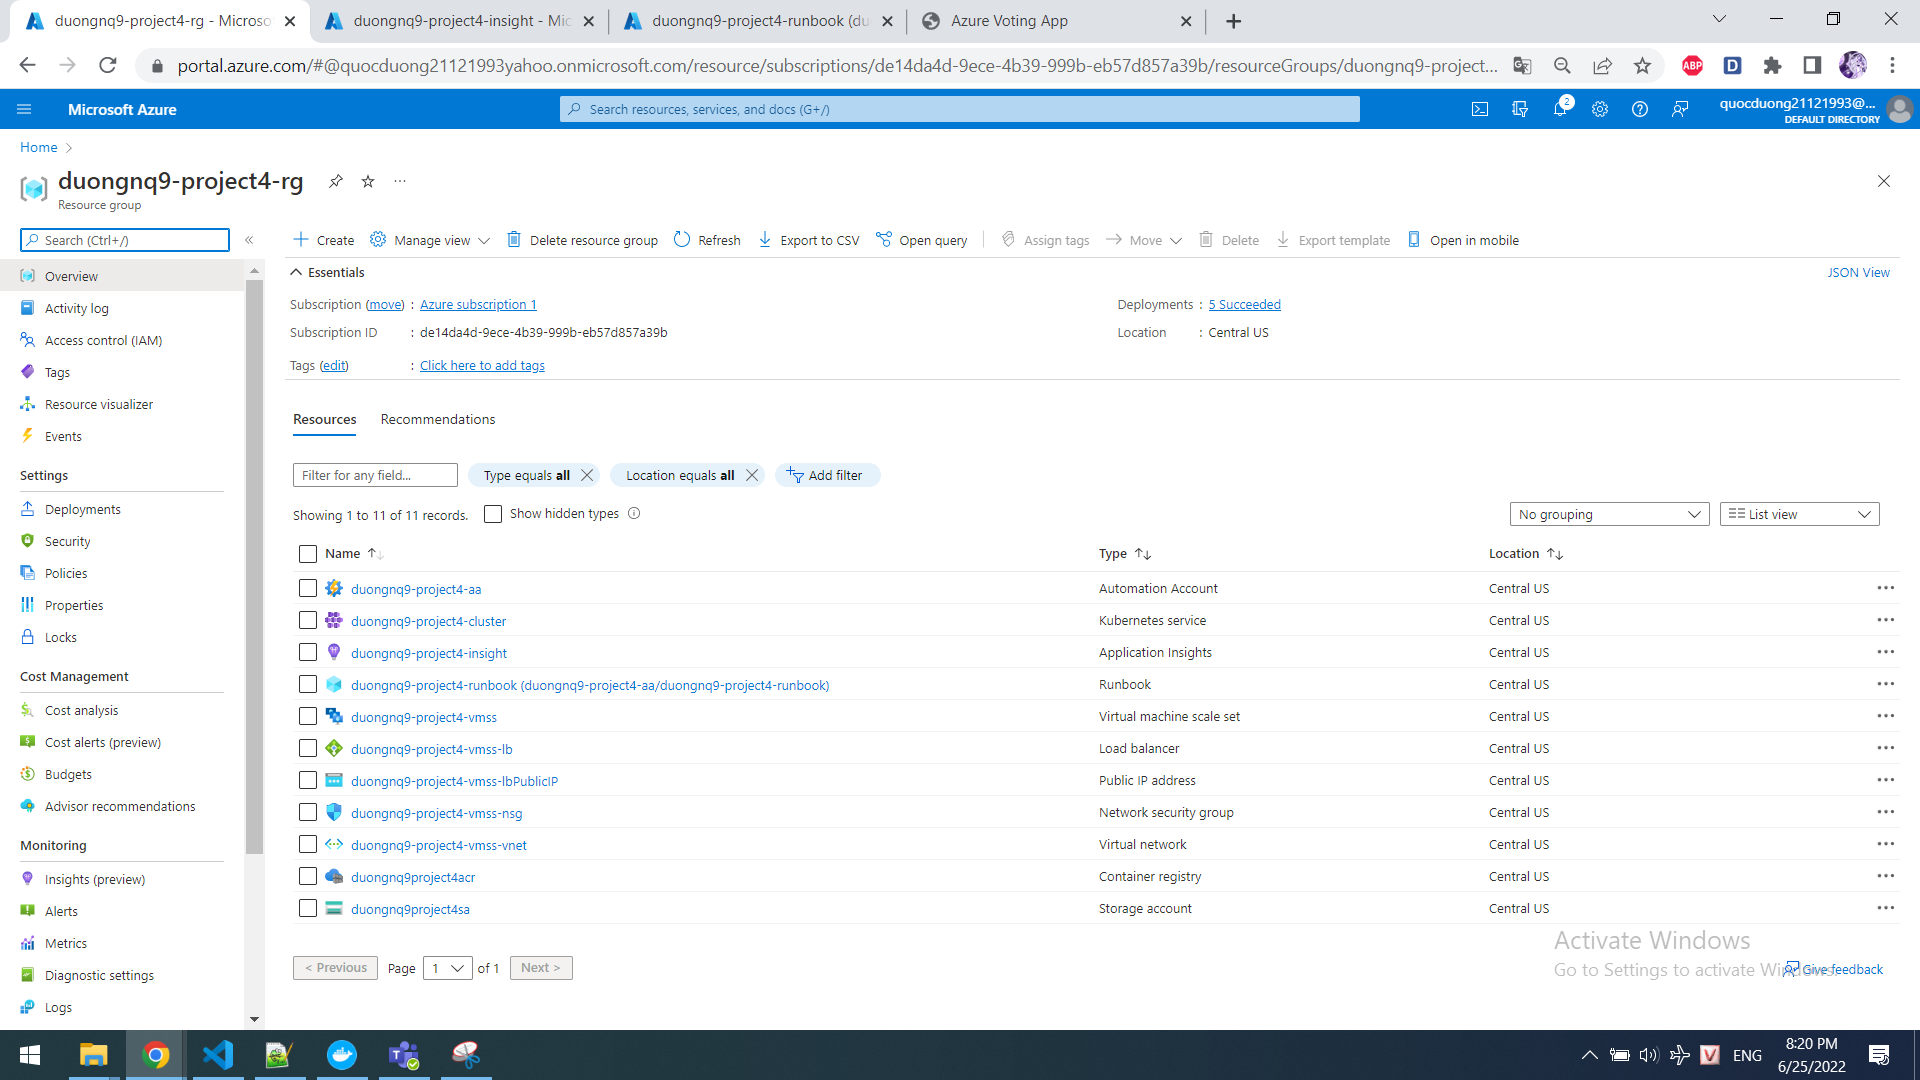 duongnq9-project4-rg - Microso
duongnq9-project4-insight - Mic
duongnq9-project4-runbook (du
Azure Voting App
portal.azure.com/#@quocduong21121993yahoo.onmicrosoft.com/resource/subscriptions/de14da4d-9ece-4b39-999b-eb57d857a39b/resourceGroups/duongnq9-project...
ABP
D
Microsoft Azure
Search resources, services, and docs (G+/)
2
quocduong21121993@...
DEFAULT DIRECTORY
Home
duongnq9-project4-rg
Resource group
Search (Ctrl+/)
Create
Manage view
Delete resource group
Refresh
Export to CSV
Open query
Assign tags
Move
Delete
Export template
Open in mobile
Essentials
JSON View
Subscription (move) : Azure subscription 1
Deployments : 5 Succeeded
Subscription ID : de14da4d-9ece-4b39-999b-eb57d857a39b
Location : Central US
Tags (edit) : Click here to add tags
Overview
Activity log
Access control (IAM)
Tags
Resource visualizer
Events
Settings
Deployments
Security
Policies
Properties
Locks
Cost Management
Cost analysis
Cost alerts (preview)
Budgets
Advisor recommendations
Monitoring
Insights (preview)
Alerts
Metrics
Diagnostic settings
Logs
Resources
Recommendations
Filter for any field...
Type equals all
Location equals all
Add filter
Showing 1 to 11 of 11 records.
Show hidden types
No grouping
List view
Name Type Location
duongnq9-project4-aa Automation Account Central US
duongnq9-project4-cluster Kubernetes service Central US
duongnq9-project4-insight Application Insights Central US
duongnq9-project4-runbook (duongnq9-project4-aa/duongnq9-project4-runbook) Runbook Central US
duongnq9-project4-vmss Virtual machine scale set Central US
duongnq9-project4-vmss-lb Load balancer Central US
duongnq9-project4-vmss-lbPublicIP Public IP address Central US
duongnq9-project4-vmss-nsg Network security group Central US
duongnq9-project4-vmss-vnet Virtual network Central US
duongnq9project4acr Container registry Central US
duongnq9project4sa Storage account Central US
< Previous Page 1 of 1 Next >
Activate Windows
Go to Settings to activate Windows.
Give feedback
V
ENG
8:20 PM
6/25/2022